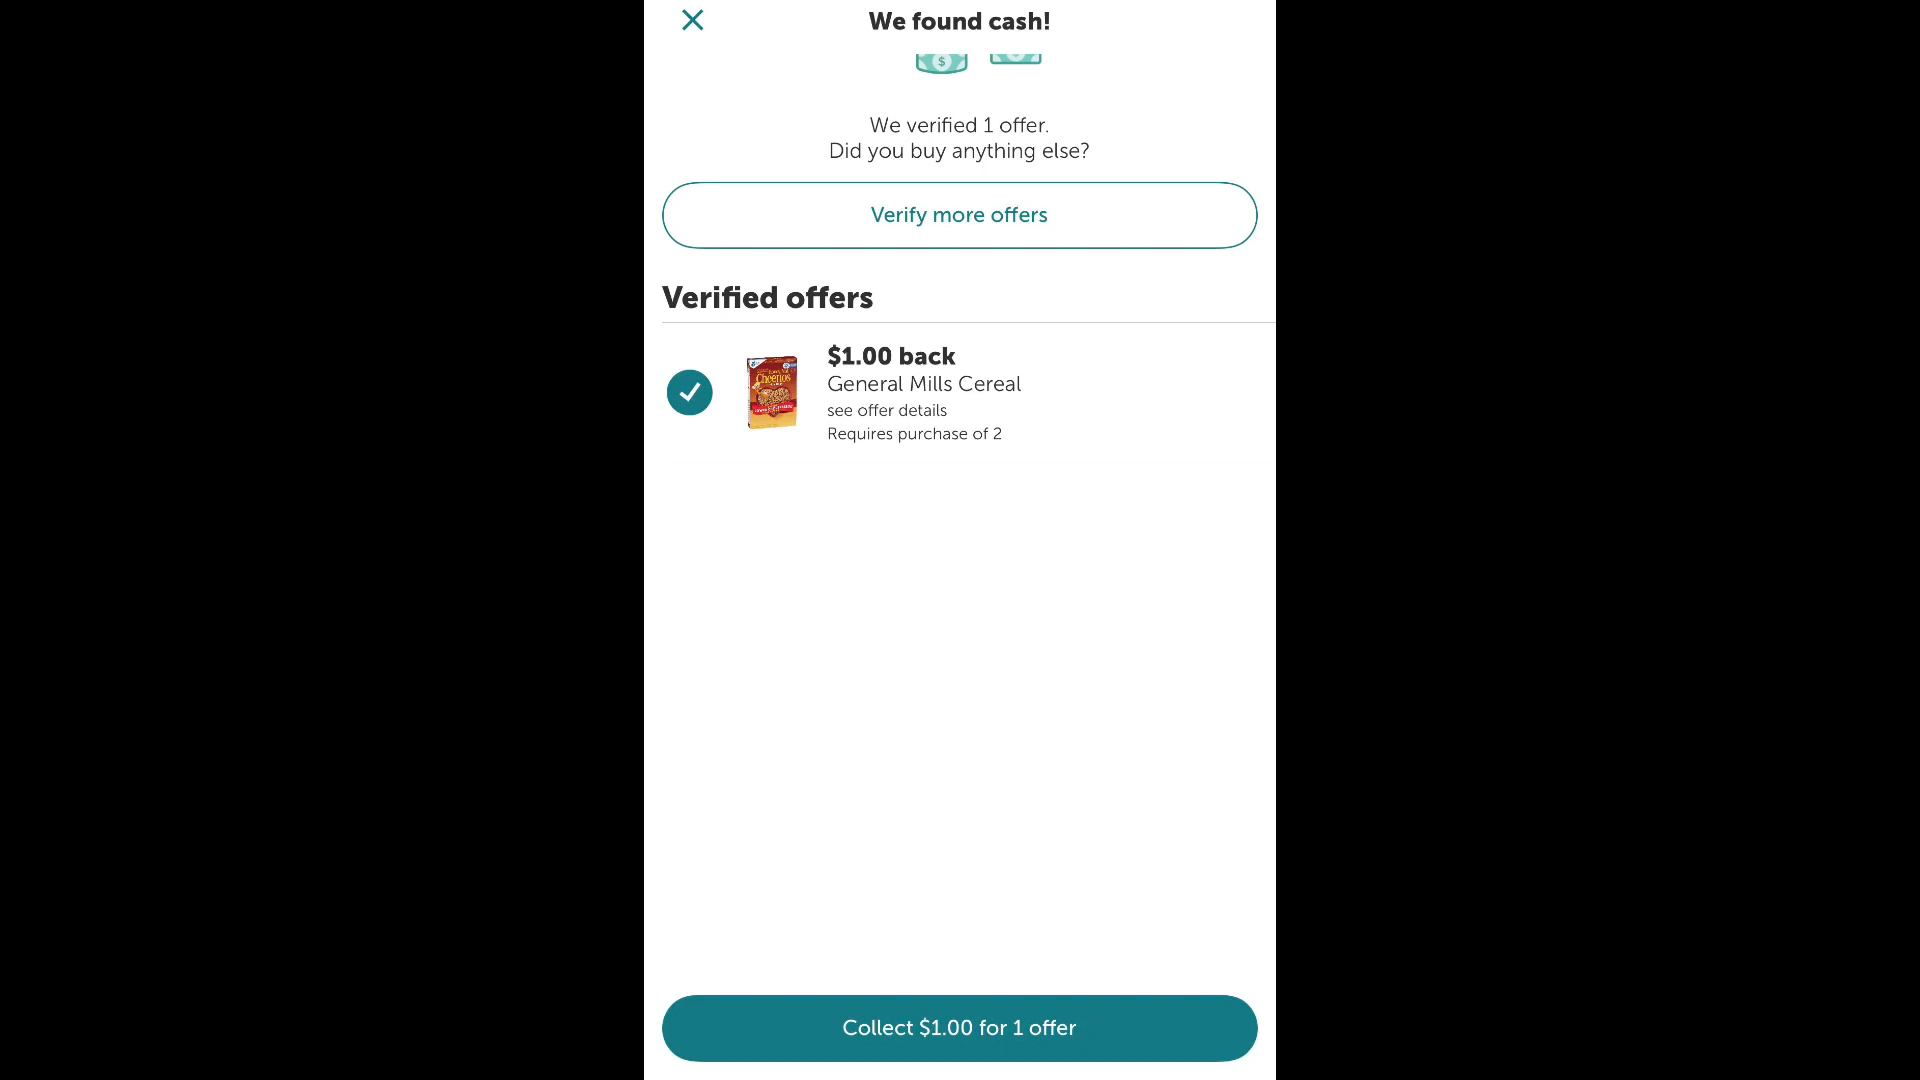 We found cash!
$
We verified 1 offer.
Did you buy anything else?
Verify more offers
Verified offers
$1.00 back
General Mills Cereal
see offer details
Requires purchase of 2
Cheerios
Collect $1.00 for 1 offer